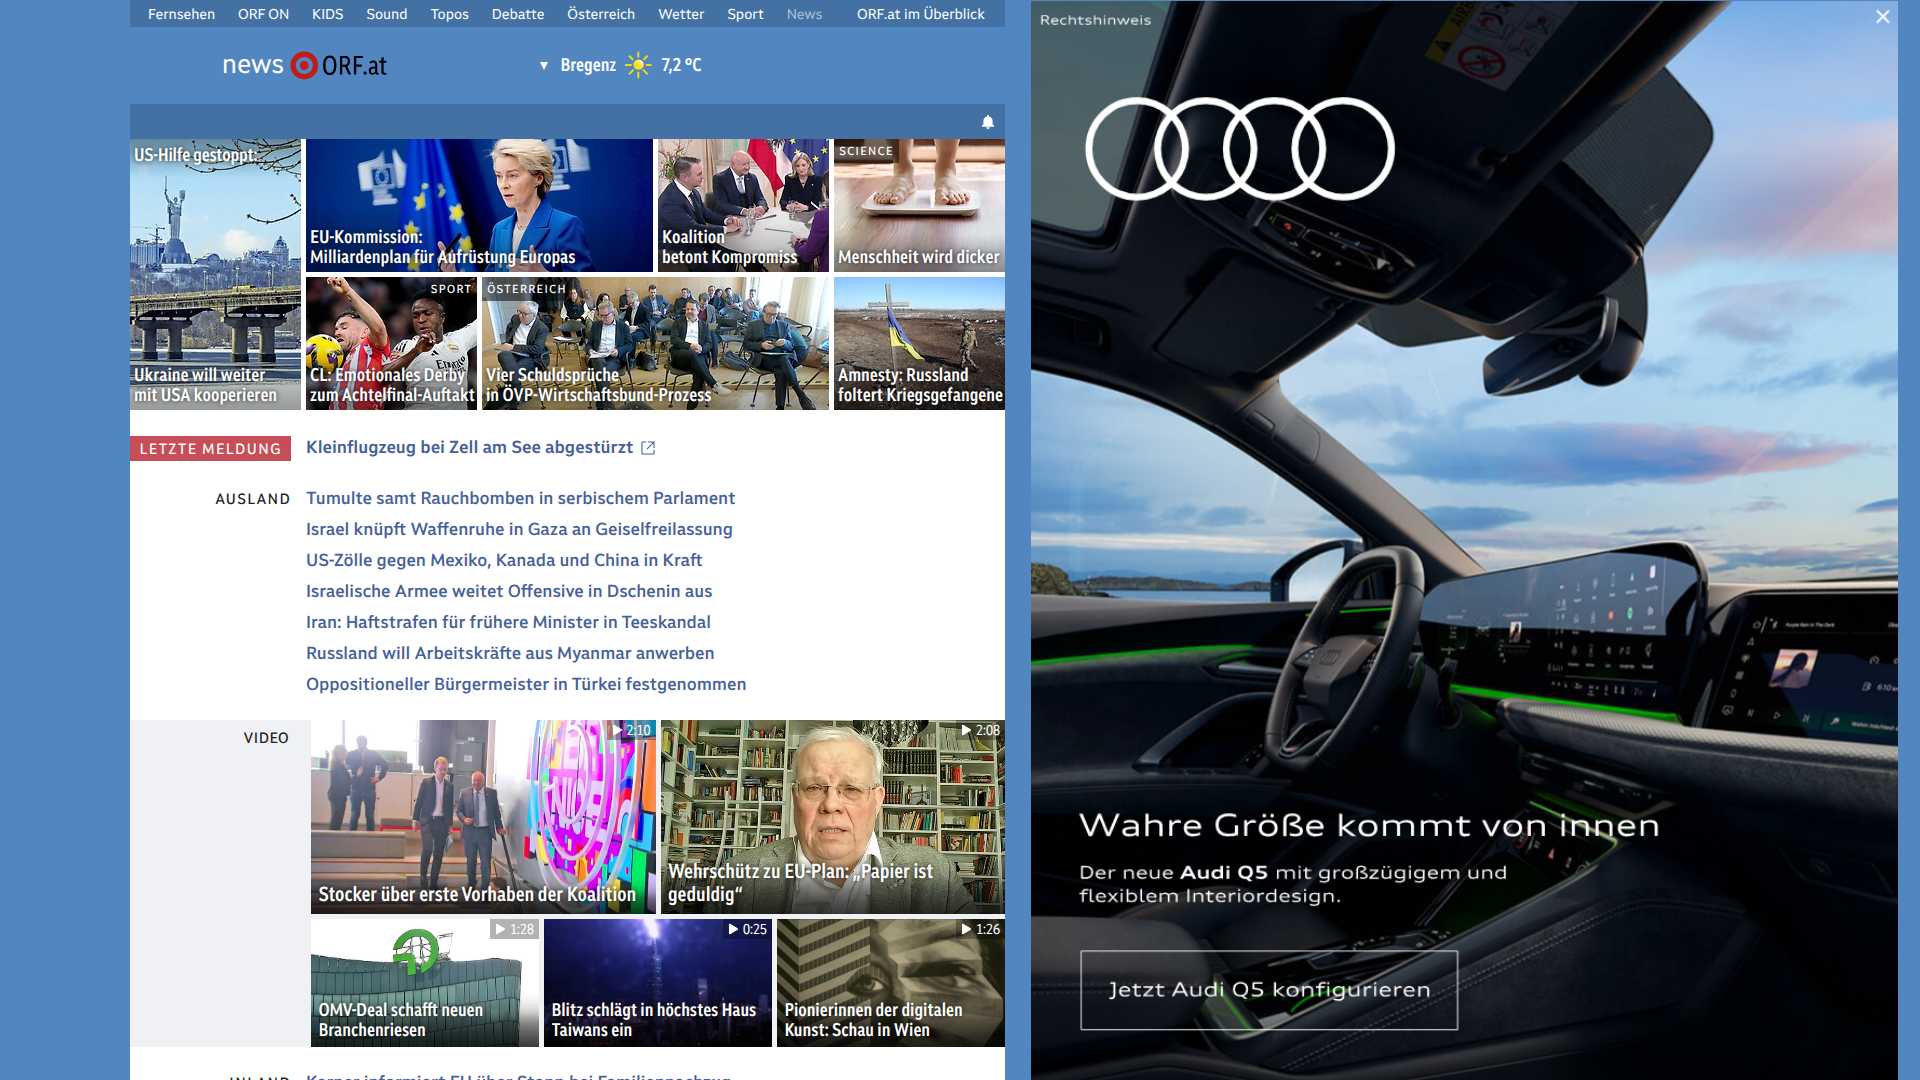 Fernsehen ORF ON KIDS Sound Topos Debatte Österreich Wetter Sport News ORF.at im Überblick
news ORF.at
Bregenz 7,2 °C
US-Hilfe gestoppt:
Ukraine will weiter
mit USA kooperieren
EU-Kommission:
Milliardenplan für Aufrüstung Europas
Koalition
betont Kompromiss
SCIENCE
Menschheit wird dicker
SPORT
CL: Emotionales Derby
zum Achtelfinal-Auftakt
ÖSTERREICH
Vier Schuldsprüche
in ÖVP-Wirtschaftsbund-Prozess
Amnesty: Russland
foltert Kriegsgefangene
LETZTE MELDUNG
Kleinflugzeug bei Zell am See abgestürzt
AUSLAND
Tumulte samt Rauchbomben in serbischem Parlament
Israel knüpft Waffenruhe in Gaza an Geiselfreilassung
US-Zölle gegen Mexiko, Kanada und China in Kraft
Israelische Armee weitet Offensive in Dschenin aus
Iran: Haftstrafen für frühere Minister in Teeskandal
Russland will Arbeitskräfte aus Myanmar anwerben
Oppositioneller Bürgermeister in Türkei festgenommen
VIDEO
2:10
Stocker über erste Vorhaben der Koalition
2:08
Wehrschütz zu EU-Plan: „Papier ist
geduldig“
1:28
OMV-Deal schafft neuen
Branchenriesen
0:25
Blitz schlägt in höchstes Haus
Taiwans ein
1:26
Pionierinnen der digitalen
Kunst: Schau in Wien
INLAND
Karner informiert EU über Stopp bei Familiennachzug
Rechtshinweis
Wahre Größe kommt von innen
Der neue Audi Q5 mit großzügigem und
flexiblem Interiordesign.
Jetzt Audi Q5 konfigurieren